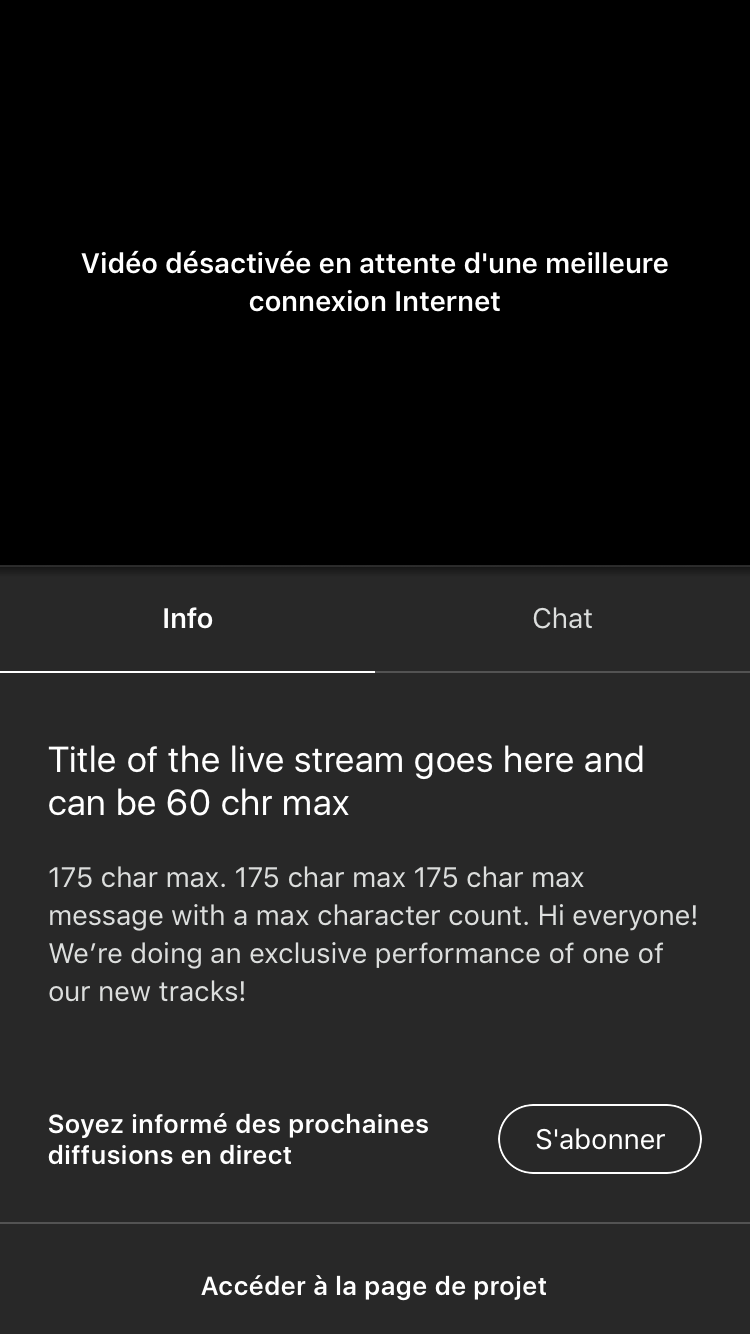 Vidéo désactivée en attente d'une meilleure
connexion Internet
Info
Chat
Title of the live stream goes here and
can be 60 chr max
175 char max. 175 char max 175 char max
message with a max character count. Hi everyone!
We’re doing an exclusive performance of one of
our new tracks!
Soyez informé des prochaines
diffusions en direct
S'abonner
Accéder à la page de projet